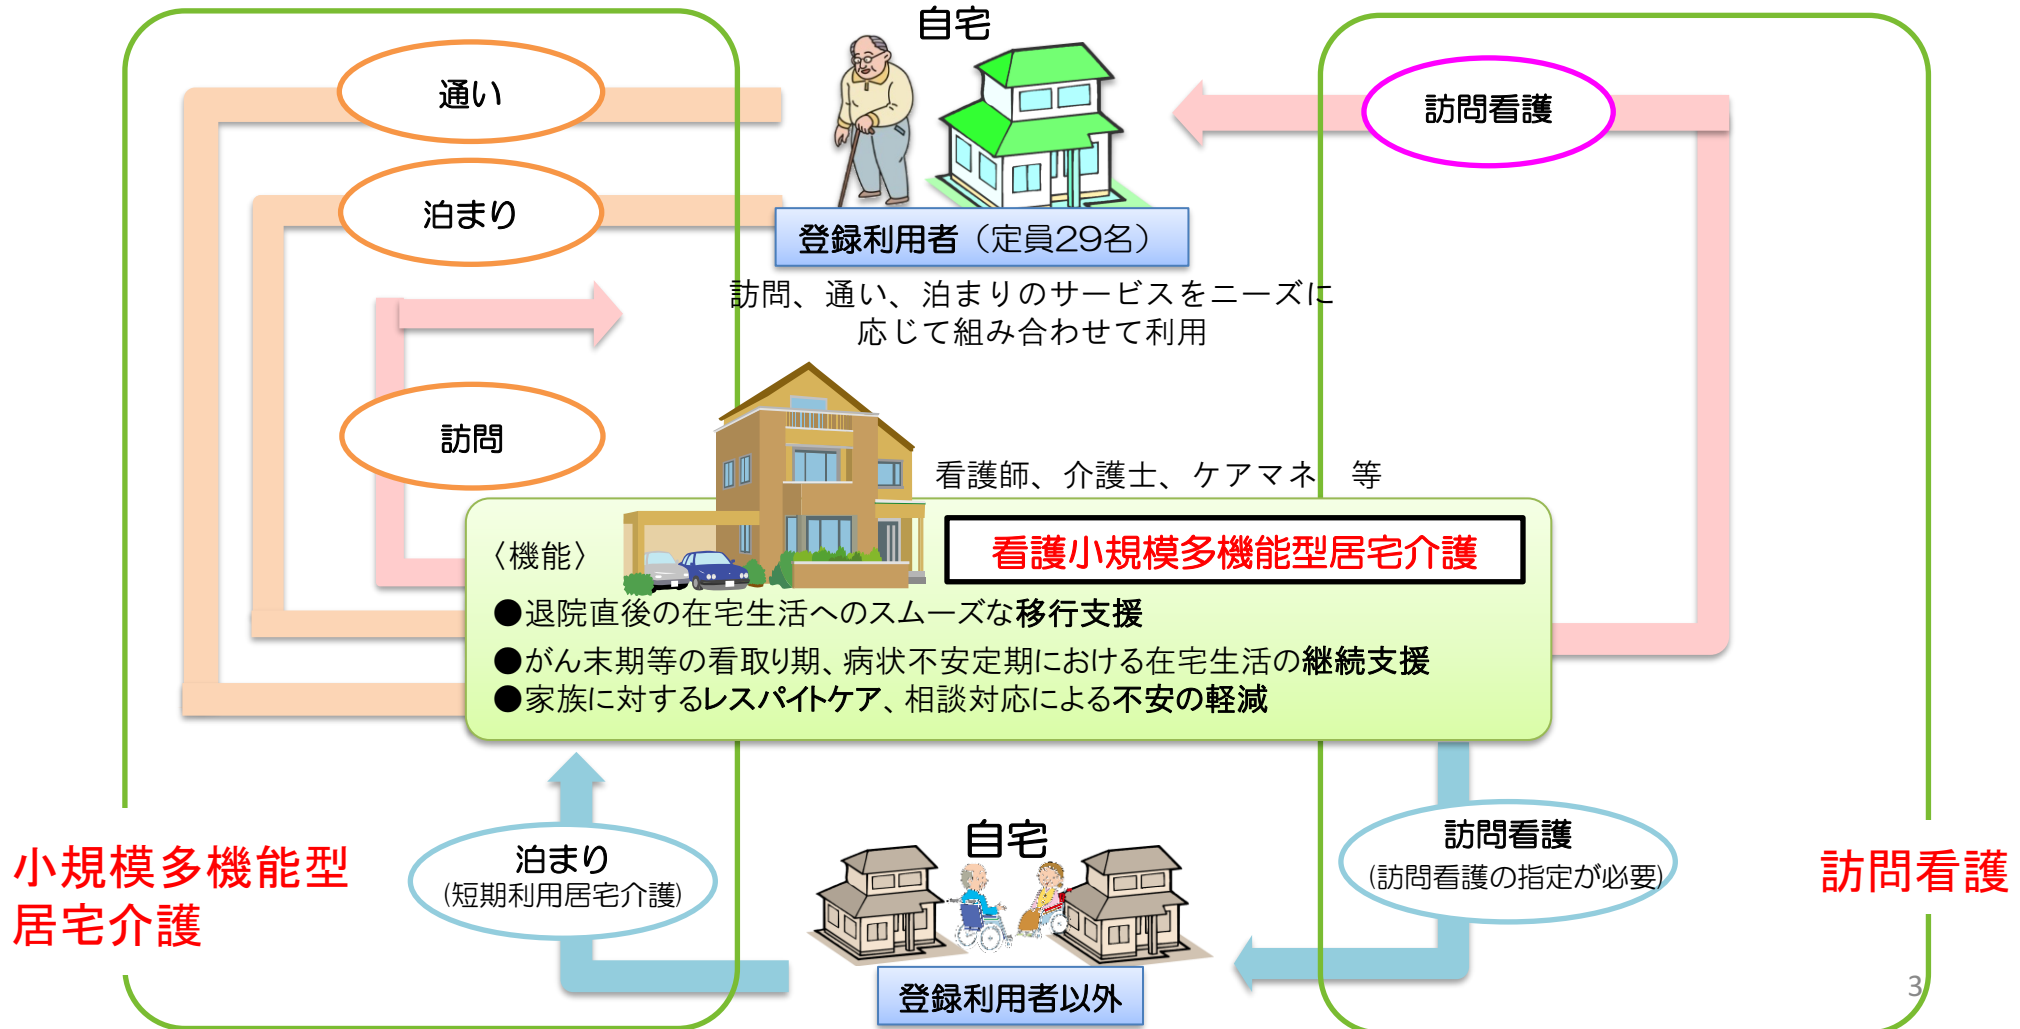 自宅
通い
訪問看護
泊まり
登録利用者（定員29名）
訪問、通い、泊まりのサービスをニーズに
応じて組み合わせて利用
訪問
看護師、介護士、ケアマネ　等
〈機能〉
看護小規模多機能型居宅介護
●退院直後の在宅生活へのスムーズな移行支援
●がん末期等の看取り期、病状不安定期における在宅生活の継続支援
●家族に対するレスパイトケア、相談対応による不安の軽減
小規模多機能型
居宅介護
泊まり
(短期利用居宅介護)
自宅
訪問看護
(訪問看護の指定が必要)
訪問看護
登録利用者以外
3